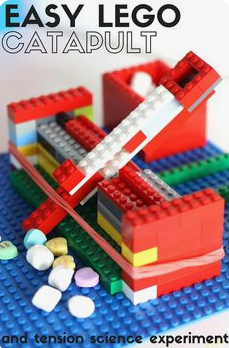 EASY LEGO
CATAPULT
and tension science experiment